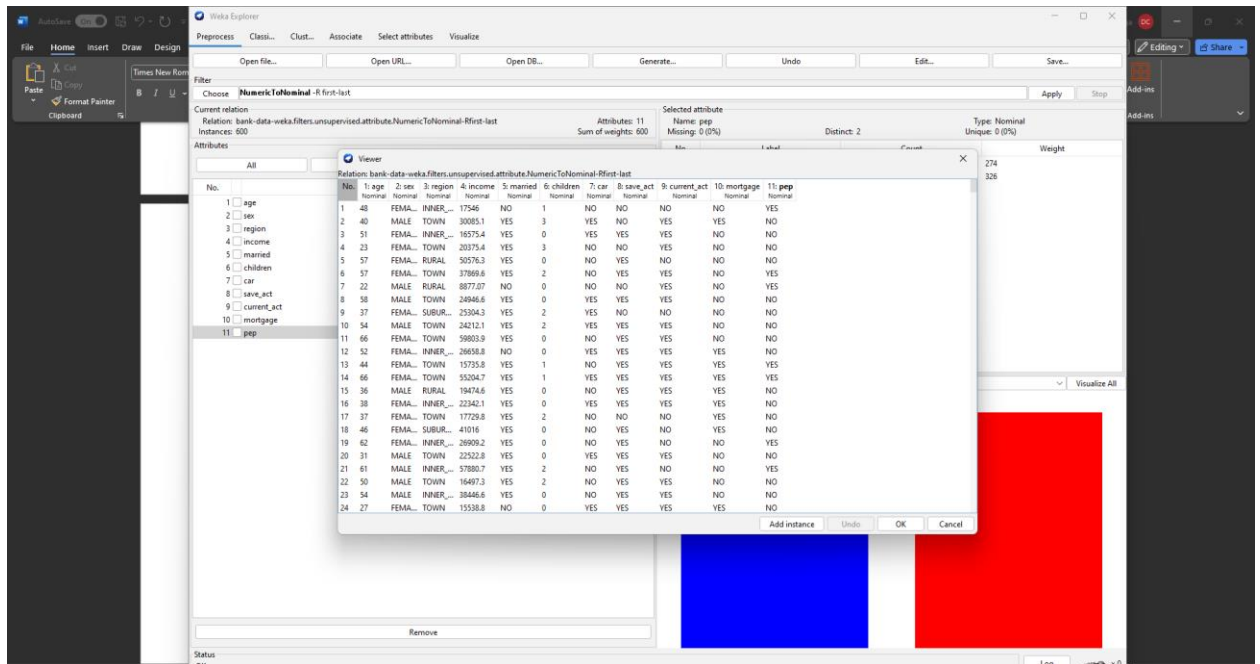 AutoSave On
Weka Explorer
DC
File Home Insert Draw Design
Preprocess Classi... Clust... Associate Select attributes Visualize
Editing Share
Open file... Open URL... Open DB... Generate... Undo Edit... Save...
Paste Cut Copy Format Painter
Times New Rom
B I U
Clipboard
Add-ins
Add-ins
Filter
Choose NumericToNominal -R first-last Apply Stop
Current relation
Relation: bank-data-weka.filters.unsupervised.attribute.NumericToNominal-Rfirst-last Attributes: 11
Instances: 600 Sum of weights: 600
Selected attribute
Name: pep Type: Nominal
Missing: 0 (0%) Distinct: 2 Unique: 0 (0%)
No. Label Count Weight
274
326
Attributes
All
No.
1 age
2 sex
3 region
4 income
5 married
6 children
7 car
8 save_act
9 current_act
10 mortgage
11 pep
Viewer
Relation: bank-data-weka.filters.unsupervised.attribute.NumericToNominal-Rfirst-last
No. 1: age 2: sex 3: region 4: income 5: married 6: children 7: car 8: save_act 9: current_act 10: mortgage 11: pep
Nominal Nominal Nominal Nominal Nominal Nominal Nominal Nominal Nominal Nominal Nominal
1 48 FEMA... INNER_... 17546 NO 1 NO NO NO NO YES
2 40 MALE TOWN 30085.1 YES 3 YES NO YES YES NO
3 51 FEMA... INNER_... 16575.4 YES 0 YES YES YES NO NO
4 23 FEMA... TOWN 20375.4 YES 3 NO NO YES NO NO
5 57 FEMA... RURAL 50576.3 YES 0 NO YES NO NO NO
6 57 FEMA... TOWN 37869.6 YES 2 NO YES YES NO YES
7 22 MALE RURAL 8877.07 NO 0 NO NO YES NO YES
8 58 MALE TOWN 24946.6 YES 0 YES YES YES NO NO
9 37 FEMA... SUBUR... 25304.3 YES 2 YES NO NO NO NO
10 54 MALE TOWN 24212.1 YES 2 YES YES YES NO NO
11 66 FEMA... TOWN 59803.9 YES 0 NO YES YES NO NO
12 52 FEMA... INNER_... 26658.8 NO 0 YES YES YES YES NO
13 44 FEMA... TOWN 15735.8 YES 1 NO YES YES YES YES
14 66 FEMA... TOWN 55204.7 YES 1 YES YES YES YES YES
15 36 MALE RURAL 19474.6 YES 0 NO YES YES YES NO
16 38 FEMA... INNER_... 22342.1 YES 0 YES YES YES YES NO
17 37 FEMA... TOWN 17729.8 YES 2 NO NO NO YES NO
18 46 FEMA... SUBUR... 41016 YES 0 NO YES NO YES NO
19 62 FEMA... INNER_... 26909.2 YES 0 NO YES NO NO YES
20 31 MALE TOWN 22522.8 YES 0 YES YES YES NO NO
21 61 MALE INNER_... 57880.7 YES 2 NO YES NO NO YES
22 50 MALE TOWN 16497.3 YES 2 NO YES YES NO NO
23 54 MALE INNER_... 38446.6 YES 0 NO YES YES NO NO
24 27 FEMA... TOWN 15538.8 NO 0 YES YES YES YES NO
Add instance Undo OK Cancel
Visualize All
Remove
Status
Log x 0